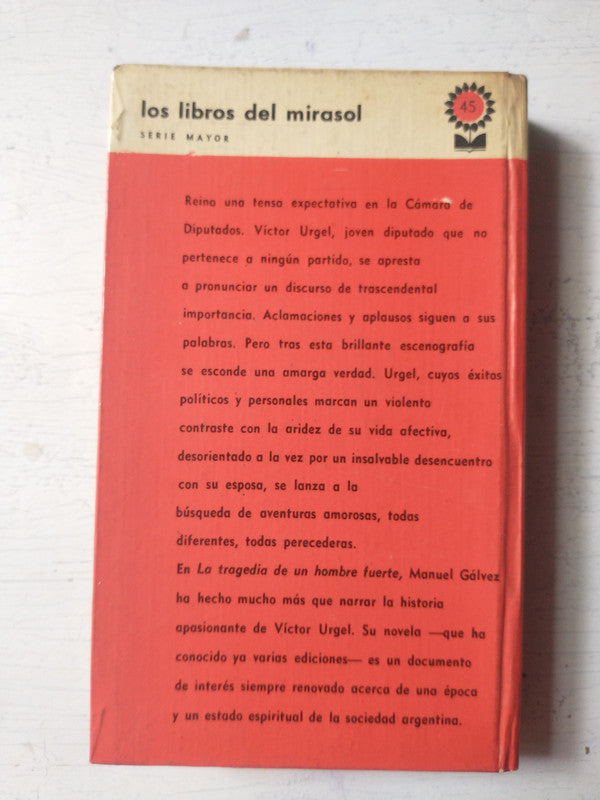 los libros del mirasol
SERIE MAYOR
45
Reina una tensa expectativa en la Cámara de
Diputados. Víctor Urgel, joven diputado que no
pertenece a ningún partido, se apresta
a pronunciar un discurso de trascendental
importancia. Aclamaciones y aplausos siguen a sus
palabras. Pero tras esta brillante escenografía
se esconde una amarga verdad. Urgel, cuyos éxitos
políticos y personales marcan un violento
contraste con la aridez de su vida afectiva,
desorientado a la vez por un insalvable desencuentro
con su esposa, se lanza a la
búsqueda de aventuras amorosas, todas
diferentes, todas perecederas.
En La tragedia de un hombre fuerte, Manuel Gálvez
ha hecho mucho más que narrar la historia
apasionante de Víctor Urgel. Su novela —que ha
conocido ya varias ediciones— es un documento
de interés siempre renovado acerca de una época
y un estado espiritual de la sociedad argentina.